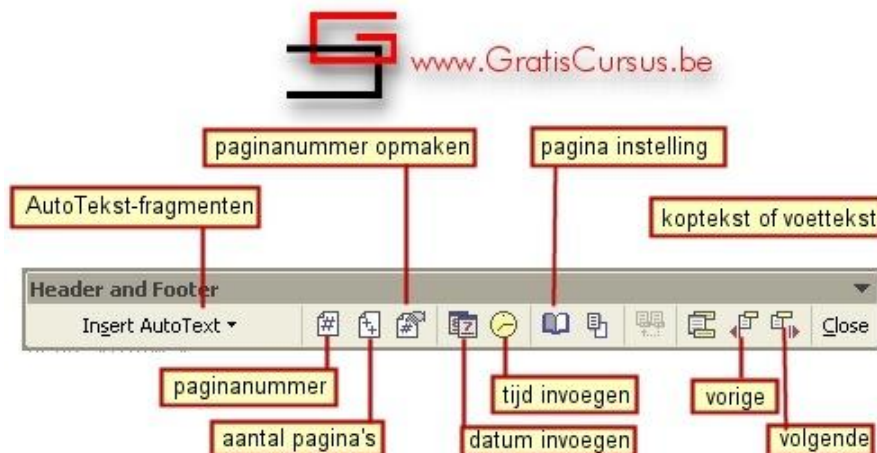 www.GratisCursus.be
paginanummer opmaken
pagina instelling
AutoTekst-fragmenten
koptekst of voettekst
Header and Footer
Insert AutoText
Close
paginanummer
tijd invoegen
vorige
aantal pagina's
datum invoegen
volgende